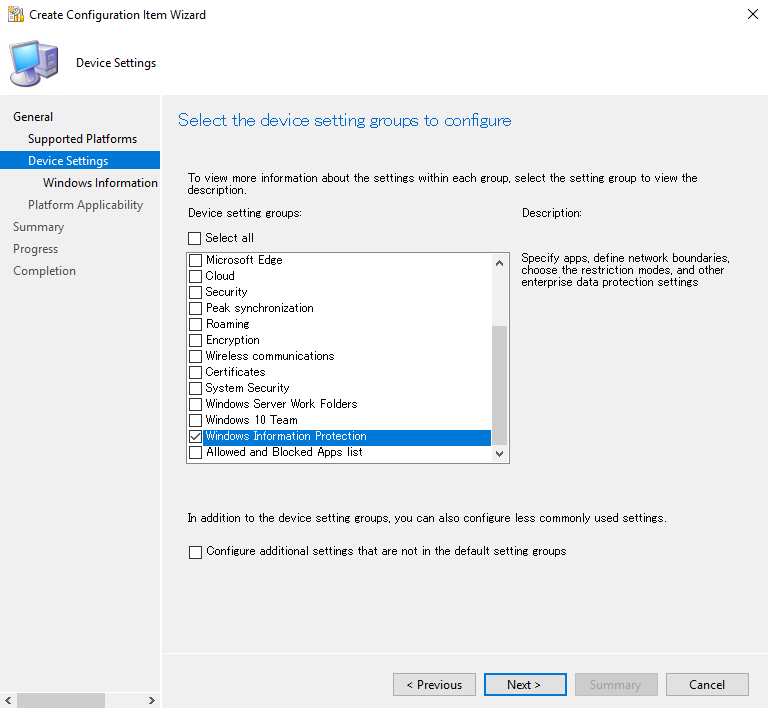 Create Configuration Item Wizard
Device Settings
General
Supported Platforms
Device Settings
Windows Information
Platform Applicability
Summary
Progress
Completion
Select the device setting groups to configure
To view more information about the settings within each group, select the setting group to view the
description.
Device setting groups:
Description:
Select all
Microsoft Edge
Cloud
Security
Peak synchronization
Roaming
Encryption
Wireless communications
Certificates
System Security
Windows Server Work Folders
Windows 10 Team
Windows Information Protection
Allowed and Blocked Apps list
Specify apps, define network boundaries,
choose the restriction modes, and other
enterprise data protection settings
In addition to the device setting groups, you can also configure less commonly used settings.
Configure additional settings that are not in the default setting groups
< Previous
Next >
Summary
Cancel